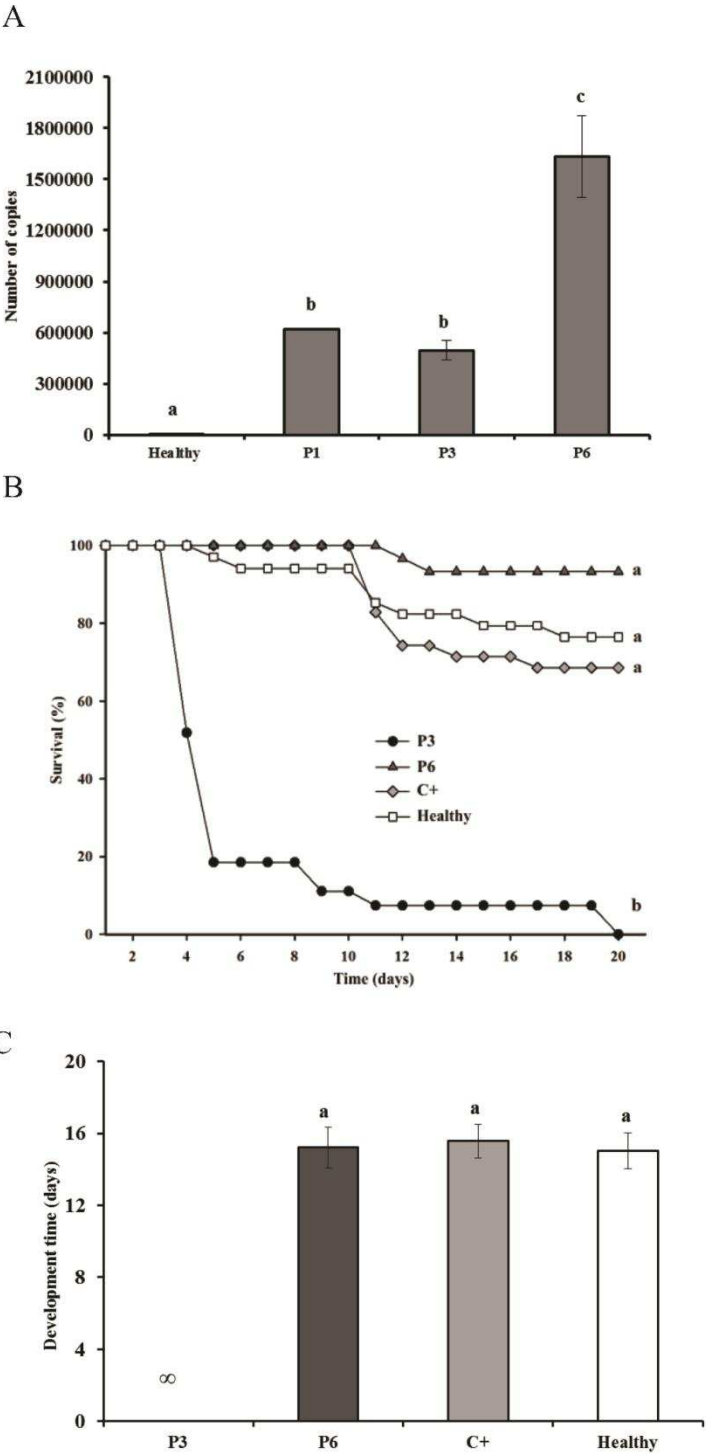 A
Number of copies
2100000
1800000
1500000
1200000
900000
600000
300000
0
a
b
b
c
Healthy P1 P3 P6
B
Survival (%)
100
80
60
40
20
0
a
a
a
b
P3
P6
C+
Healthy
2 4 6 8 10 12 14 16 18 20
Time (days)
C
Development time (days)
20
16
12
8
4
0
∞
a
a
a
P3 P6 C+ Healthy